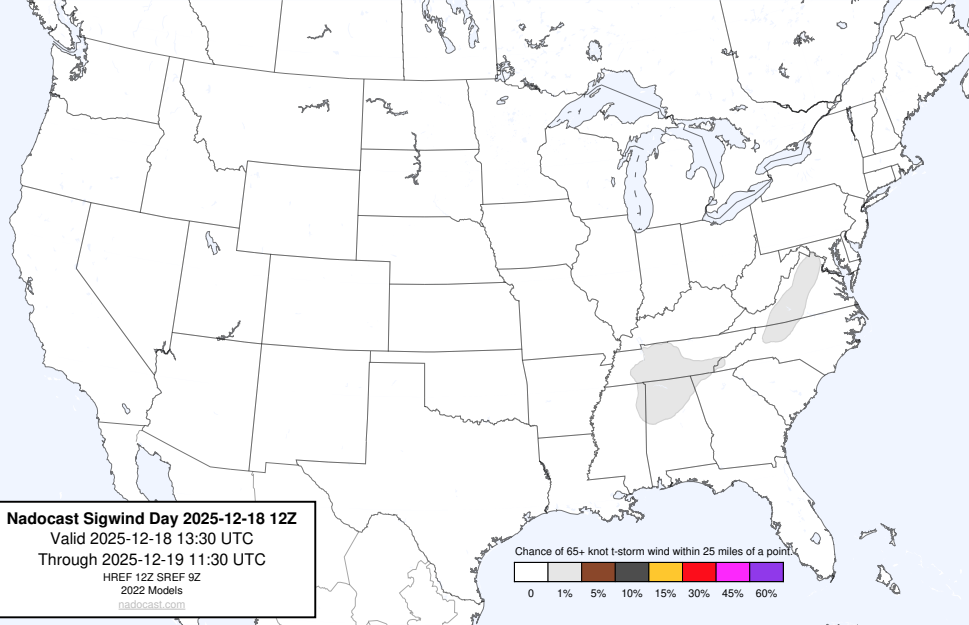 Nadocast Sigwind Day 2025-12-18 12Z
Valid 2025-12-18 13:30 UTC
Through 2025-12-19 11:30 UTC
HREF 12Z SREF 9Z
2022 Models
nadocast.com
Chance of 65+ knot t-storm wind within 25 miles of a point.
0 1% 5% 10% 15% 30% 45% 60%